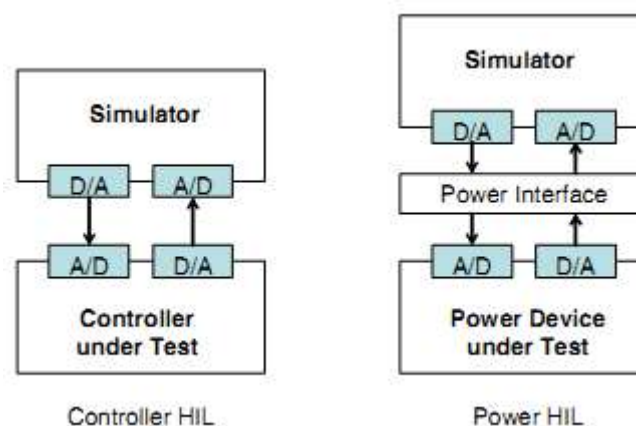 Simulator
D/A
A/D
A/D
D/A
Controller
under Test
Controller HIL
Simulator
D/A
A/D
Power Interface
A/D
D/A
Power Device
under Test
Power HIL